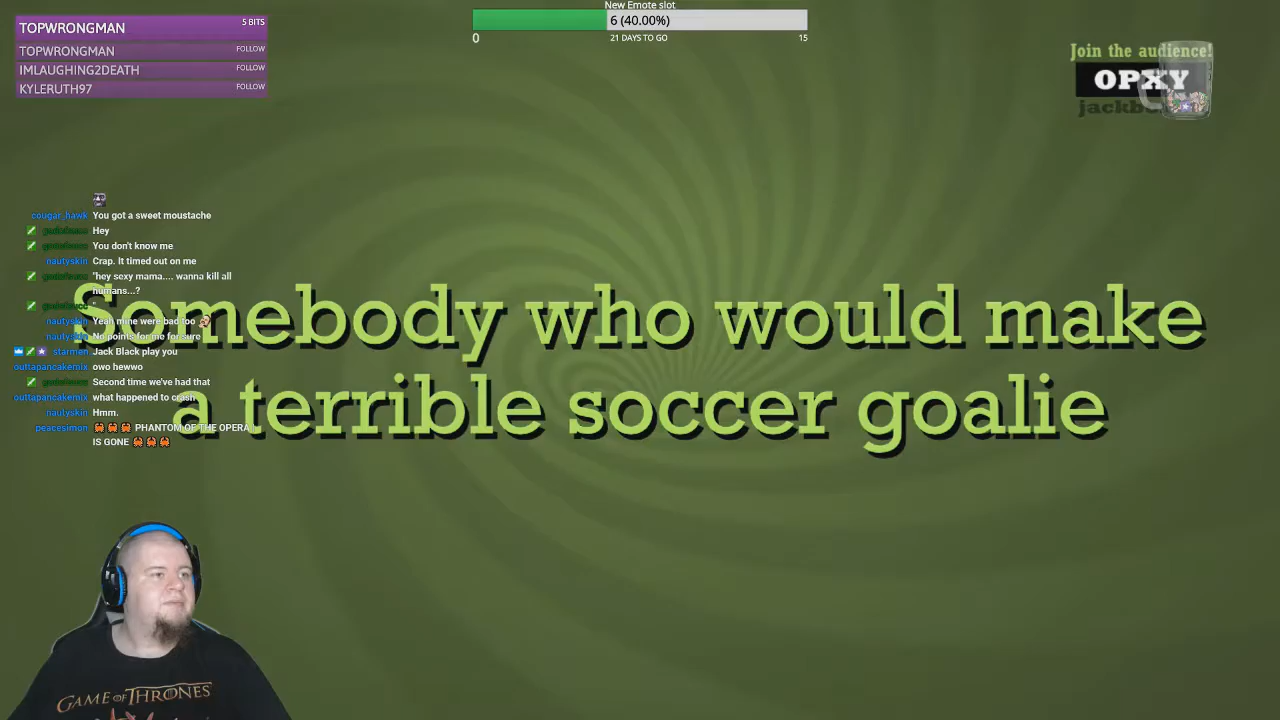 New Emote slot
TOPWRONGMAN 5 BITS
TOPWRONGMAN FOLLOW
IMLAUGHING2DEATH FOLLOW
KYLERUTH97 FOLLOW
6 (40.00%)
0 21 DAYS TO GO 15
Join the audience!
OPXY
cougar_hawk You got a sweet moustache
Hey
You don't know me
nautyskin Crap. It timed out on me
"hey sexy mama.... wanna kill all
humans...?
"
Somebody who would make
a terrible soccer goalie
nautyskin Yeah mine were bad too
nautyskin No points for me for sure
starmen Jack Black play you
outtapancakemix owo hewwo
Second time we've had that
outtapancakemix what happened to crash
nautyskin Hmm.
peacesimon PHANTOM OF THE OPERA
IS GONE
GAME OF THRONES